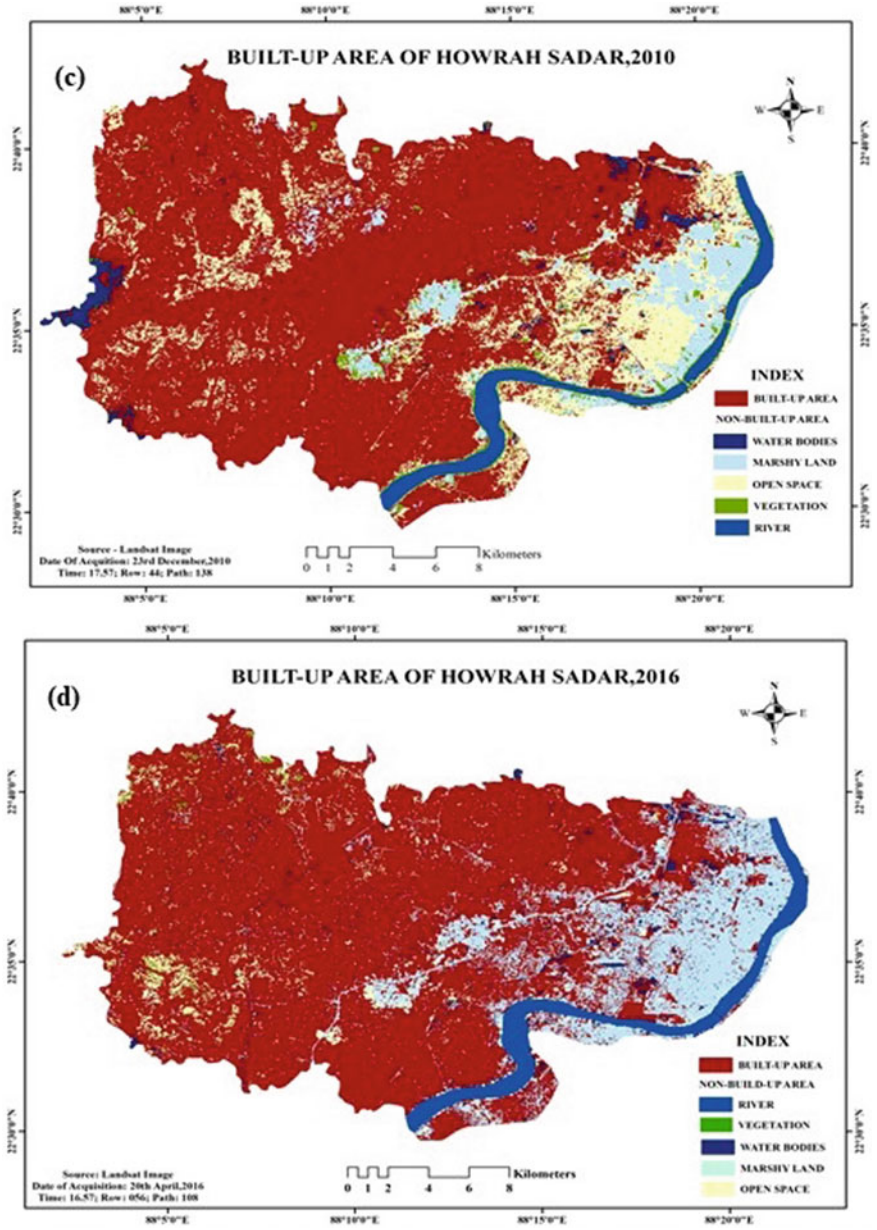 88°5'0"E 88°10'0"E 88°15'0"E 88°20'0"E
(c)
BUILT-UP AREA OF HOWRAH SADAR,2010
N
W E
S
22°40'0"N 22°40'0"N
22°35'0"N 22°35'0"N
22°30'0"N 22°30'0"N
INDEX
BUILT-UP AREA
NON-BUILT-UP AREA
WATER BODIES
MARSHY LAND
OPEN SPACE
VEGETATION
RIVER
Source - Landsat Image
Date Of Acquition: 23rd December,2010
Time: 17.57; Row: 44; Path: 138
Kilometers
0 1 2 4 6 8
88°5'0"E 88°10'0"E 88°15'0"E 88°20'0"E
88°5'0"E 88°10'0"E 88°15'0"E 88°20'0"E
(d)
BUILT-UP AREA OF HOWRAH SADAR,2016
N
W E
S
22°40'0"N 22°40'0"N
22°35'0"N 22°35'0"N
22°30'0"N 22°30'0"N
INDEX
BUILT-UP AREA
NON-BUILD-UP AREA
RIVER
VEGETATION
WATER BODIES
MARSHY LAND
OPEN SPACE
Source: Landsat Image
Date of Acquisition: 20th April,2016
Time: 16.57; Row: 056; Path: 108
Kilometers
0 1 2 4 6 8
88°5'0"E 88°10'0"E 88°15'0"E 88°20'0"E